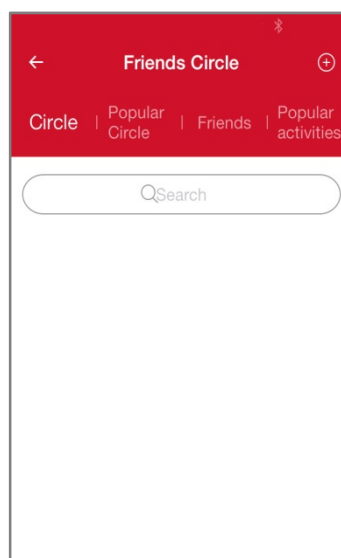 Friends Circle
Circle | Popular Circle | Friends | Popular activities
Search